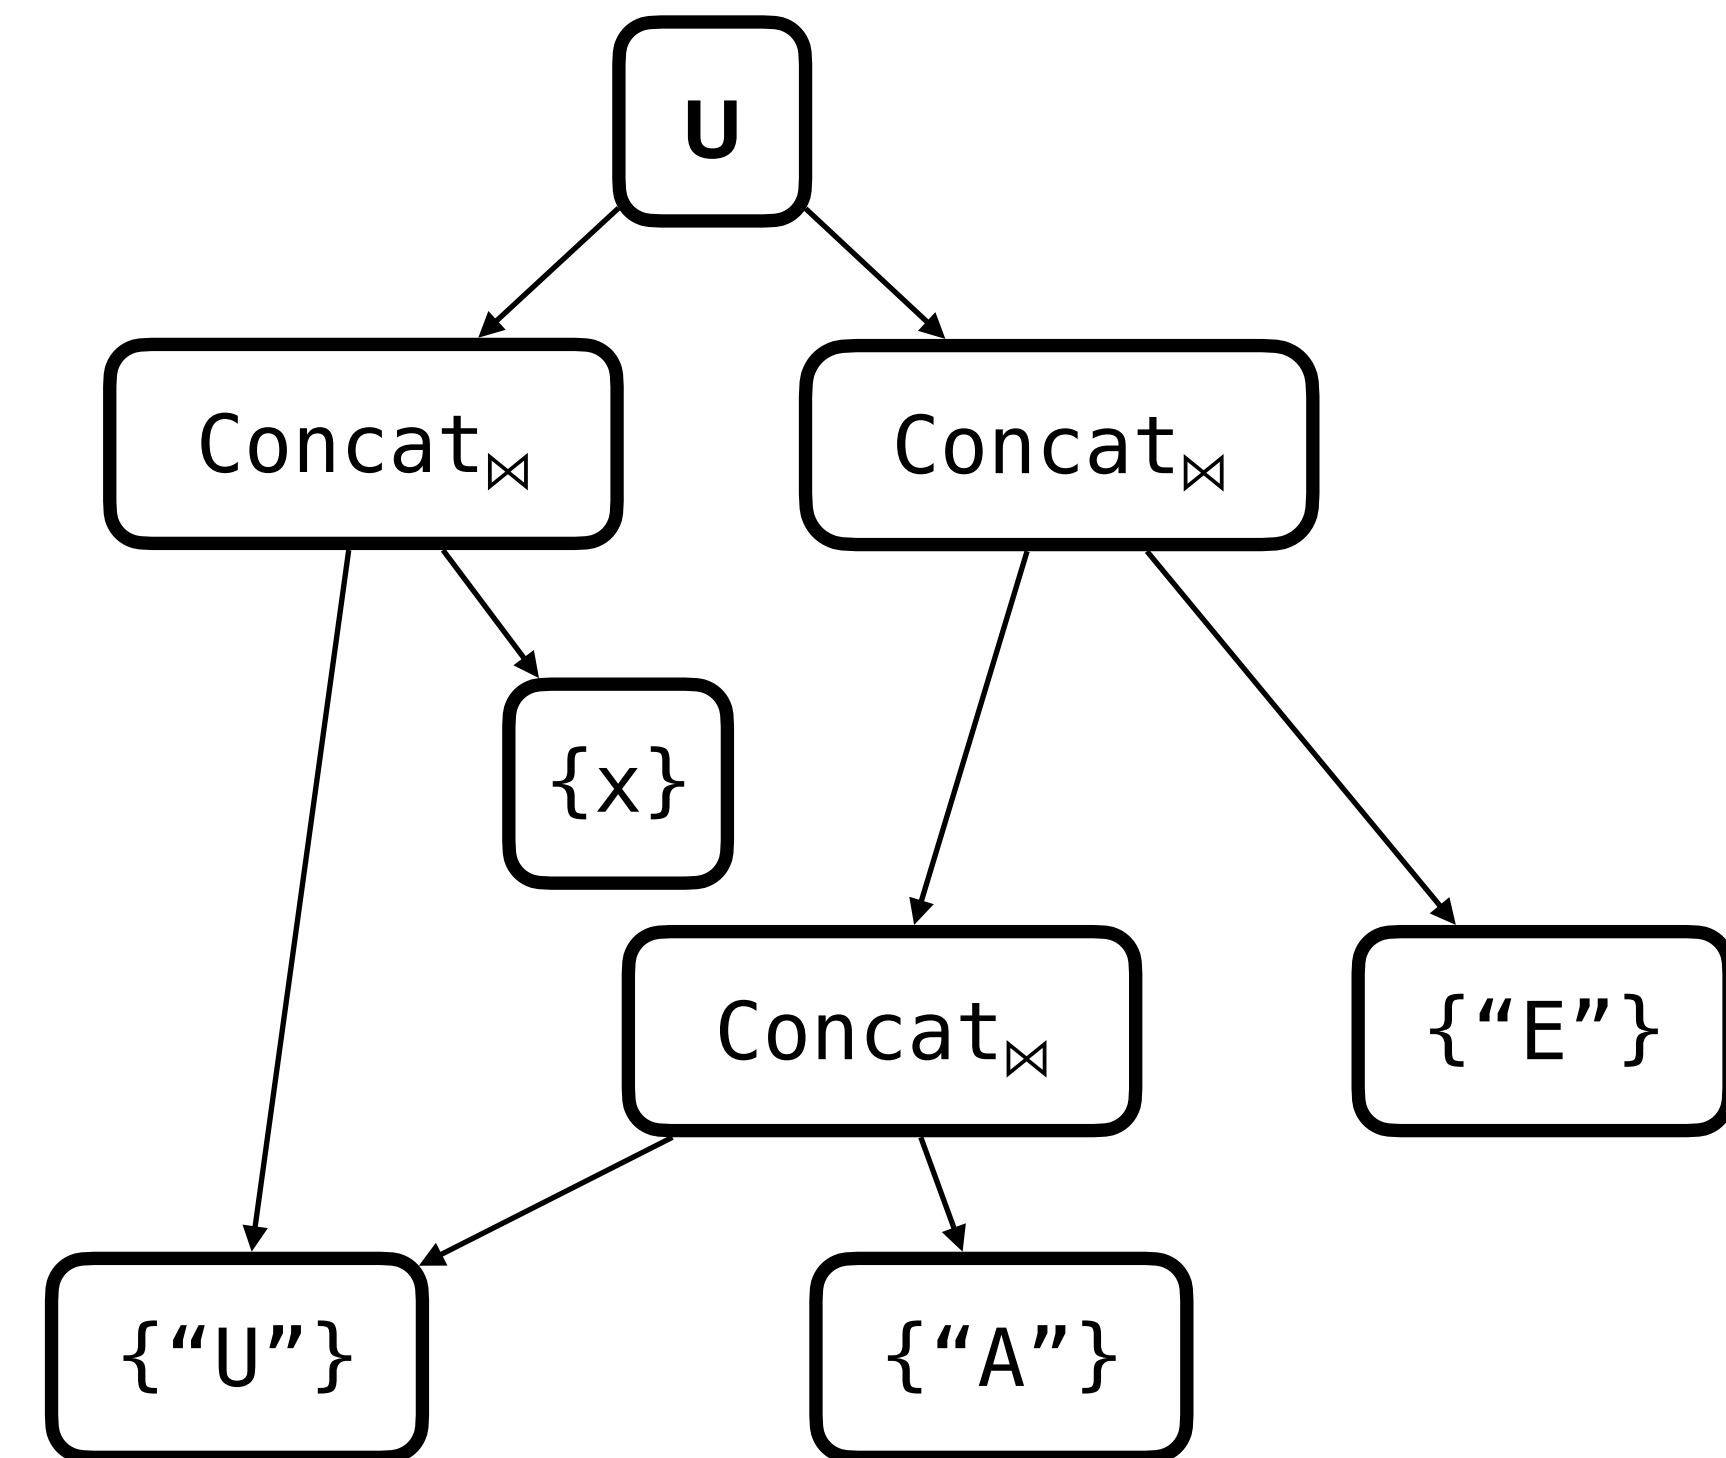 U
Concat⋈
Concat⋈
{x}
Concat⋈
{“E”}
{“U”}
{“A”}